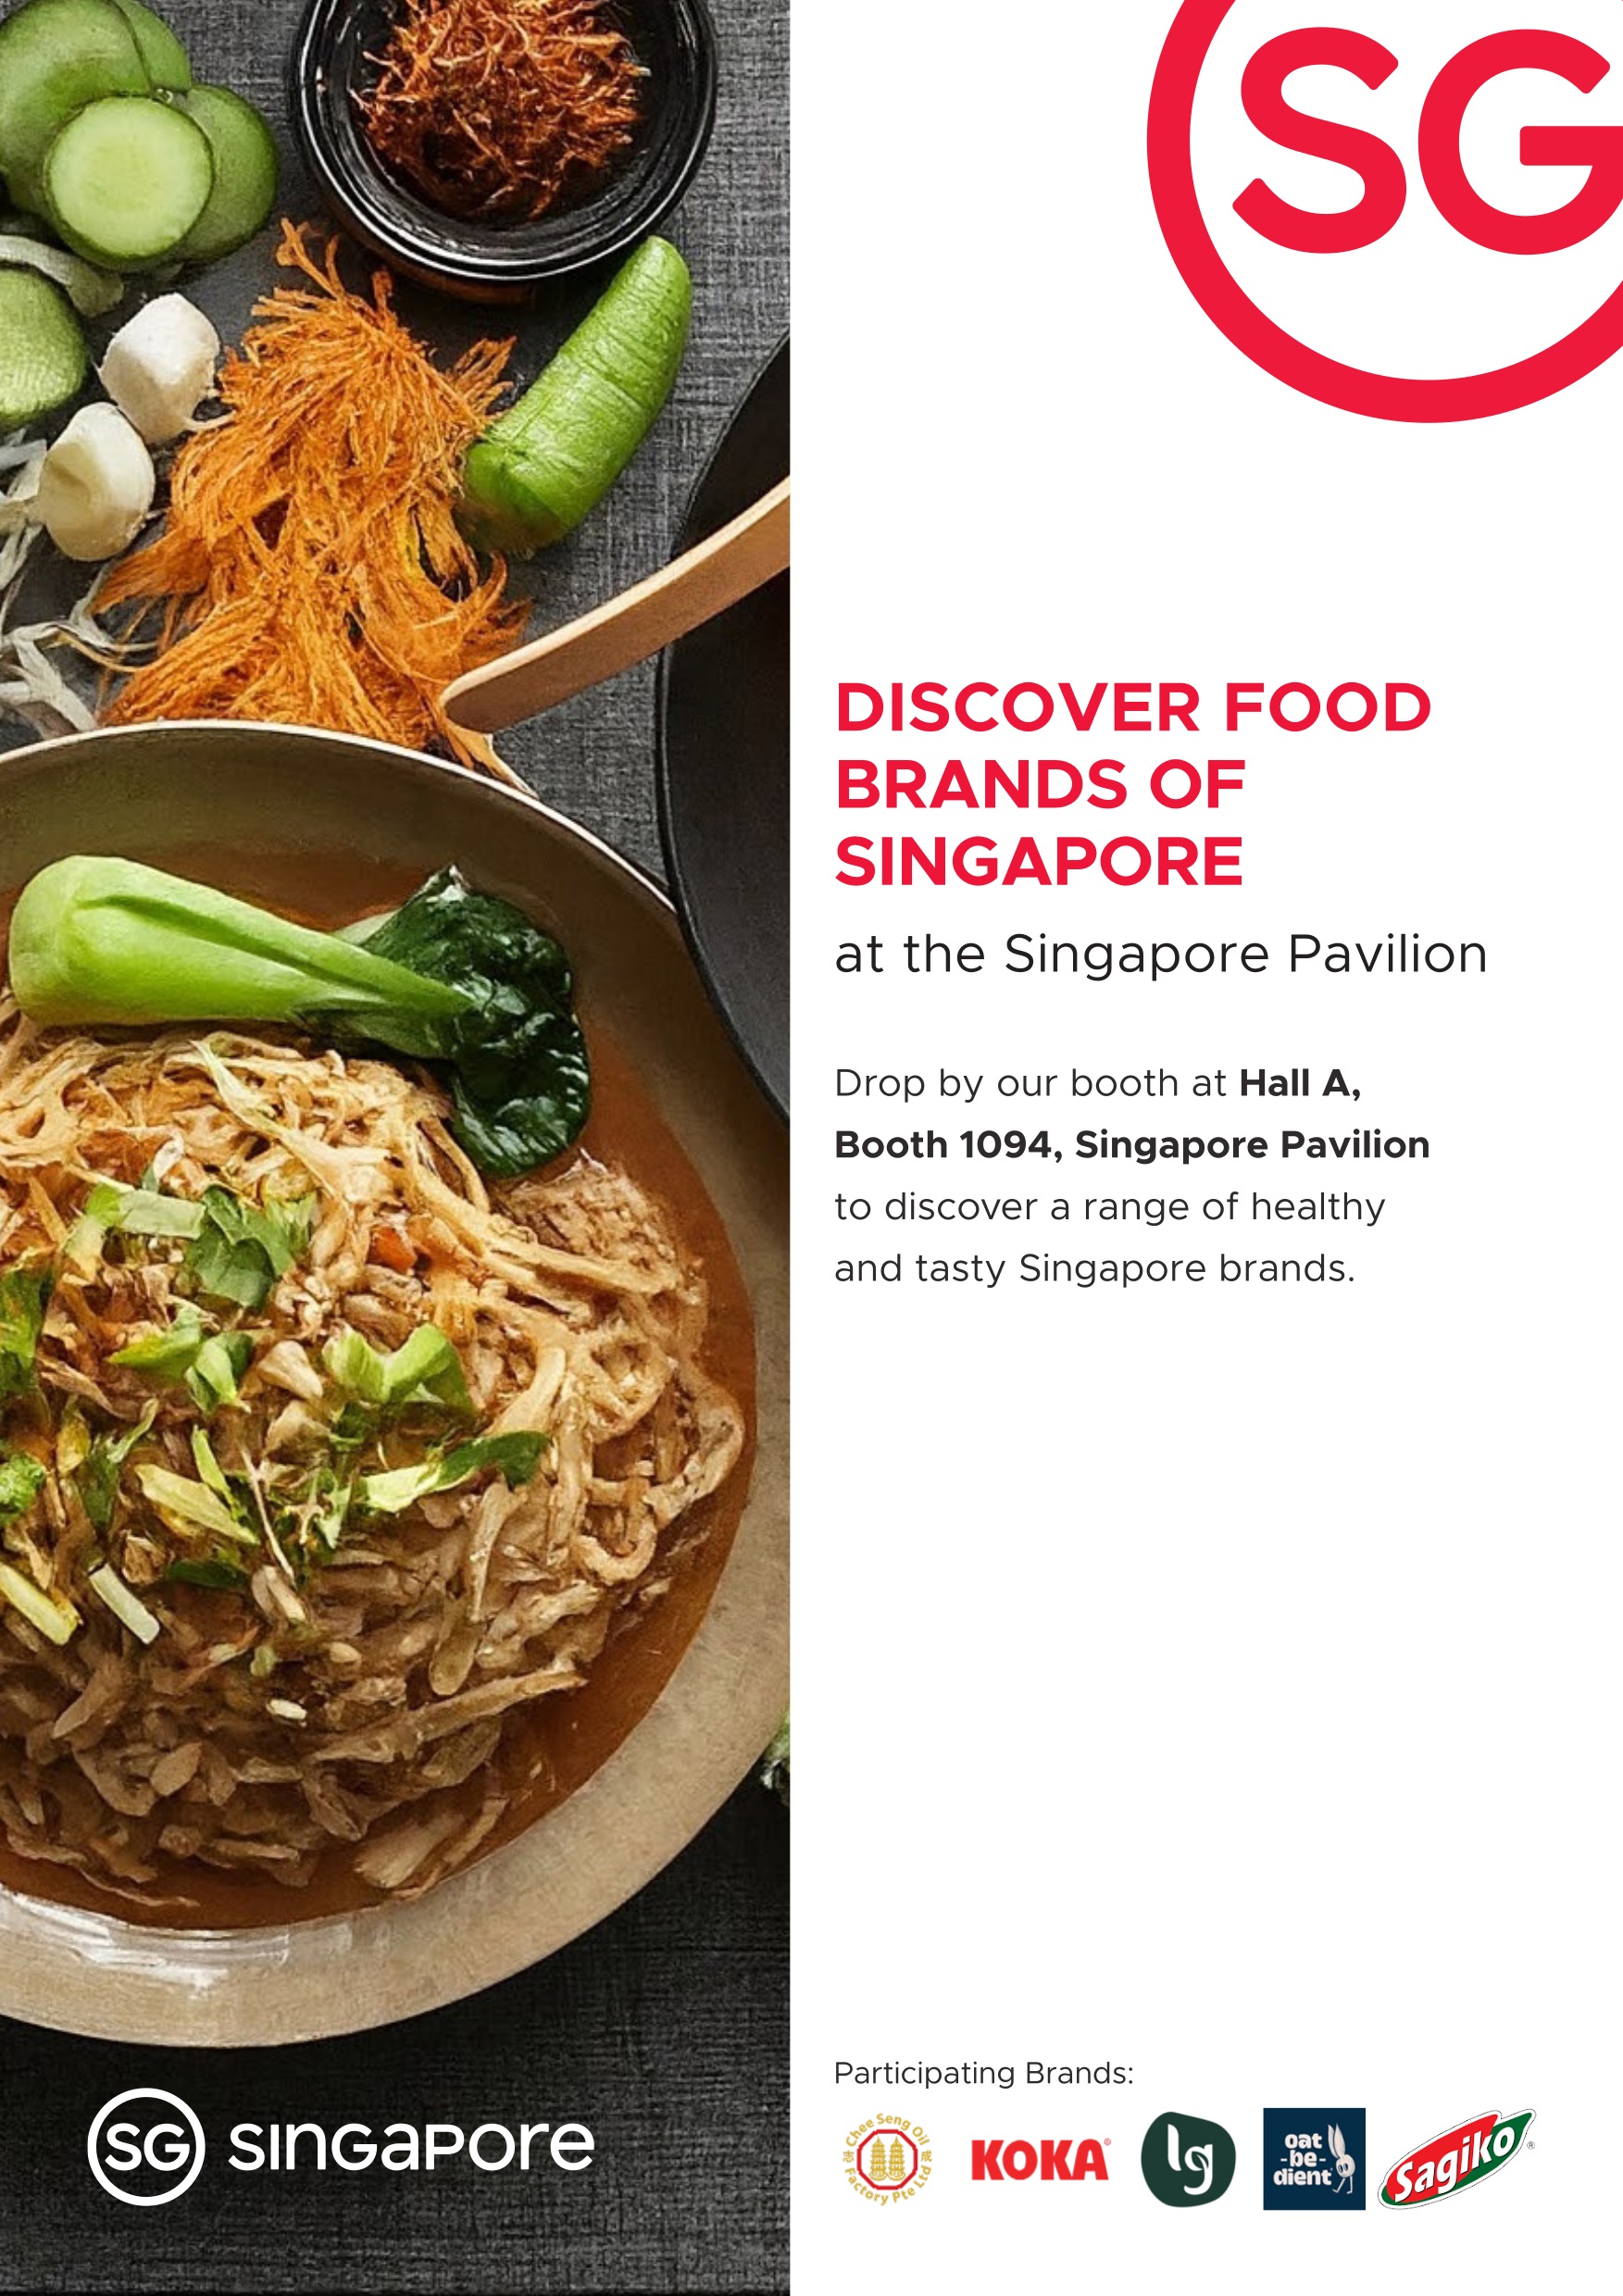 SG
DISCOVER FOOD
BRANDS OF
SINGAPORE
at the Singapore Pavilion
Drop by our booth at Hall A,
Booth 1094, Singapore Pavilion
to discover a range of healthy
and tasty Singapore brands.
Participating Brands:
Chee Seng Oil
Factory Pte Ltd
KOKA®
lg
oat
-be-
dient
Sagiko®
SG SINGAPORE